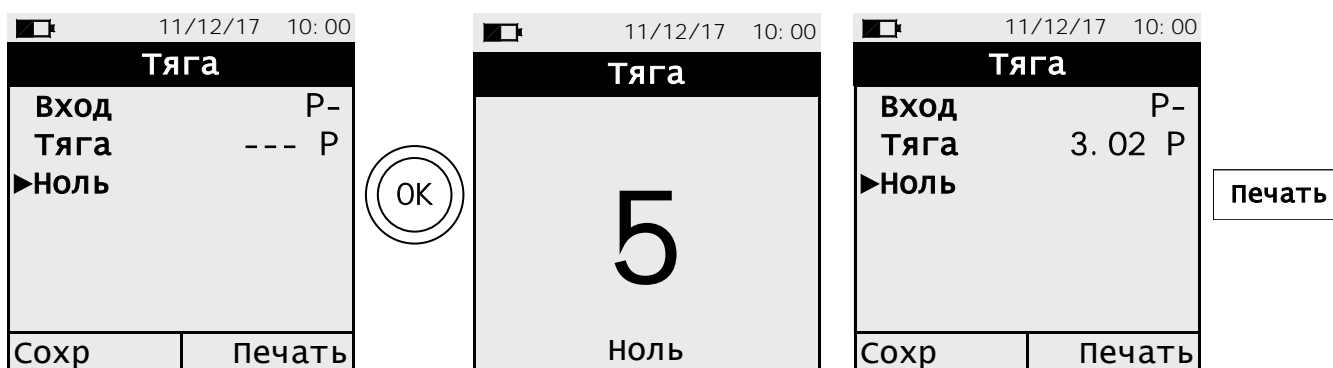 11/12/17 10:00
Тяга
Вход P-
Тяга --- P
►Ноль
Сохр Печать
OK
11/12/17 10:00
Тяга
5
Ноль
11/12/17 10:00
Тяга
Вход P-
Тяга 3.02 P
►Ноль
Сохр Печать
Печать